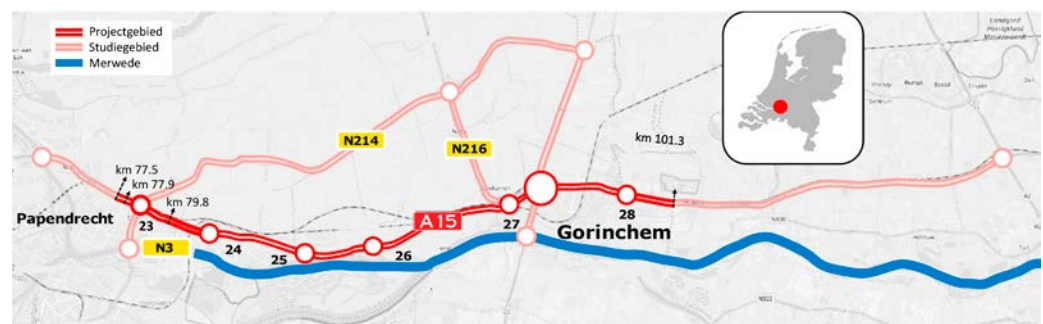 Projectgebied
Studiegebied
Merwede
N214
N216
km 101.3
km 77.5
km 77.9
km 79.8
Papendrecht
23
N3
24
25
26
A15
27
28
Gorinchem